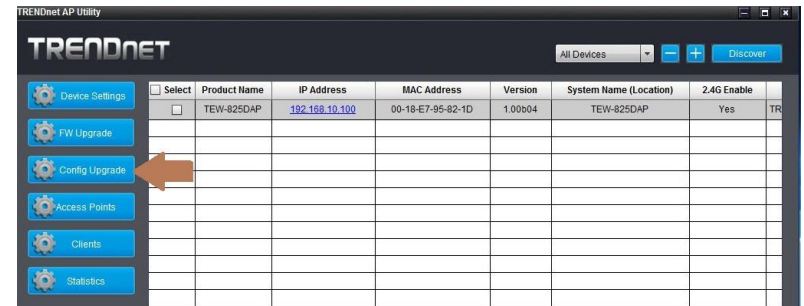 TRENDnet AP Utility
TRENDnET
All Devices
Discover
Device Settings
FW Upgrade
Config Upgrade
Access Points
Clients
Statistics
Select Product Name IP Address MAC Address Version System Name (Location) 2.4G Enable
TEW-825DAP 192.168.10.100 00-18-E7-95-82-1D 1.00b04 TEW-825DAP Yes TR